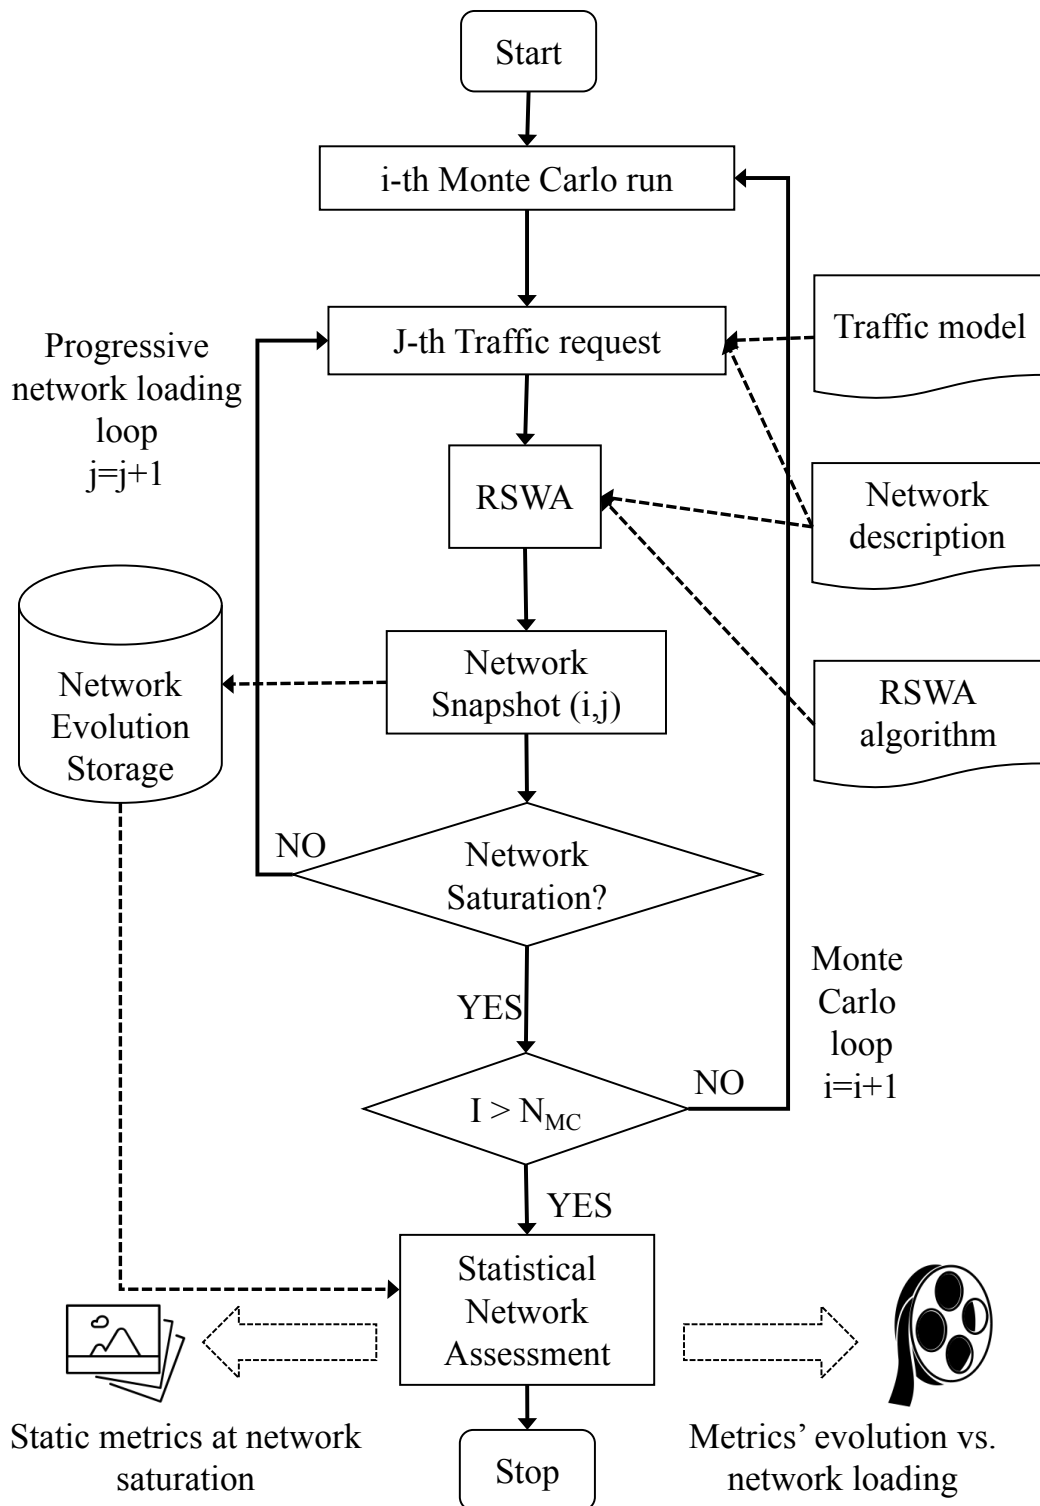 Start
i-th Monte Carlo run
J-th Traffic request
Traffic model
Progressive
network loading
loop
j=j+1
RSWA
Network
description
Network
Snapshot (i,j)
Network
Evolution
Storage
RSWA
algorithm
NO
Network
Saturation?
YES
Monte
Carlo
loop
i=i+1
NO
I > N_MC
YES
Statistical
Network
Assessment
Static metrics at network
saturation
Metrics’ evolution vs.
network loading
Stop